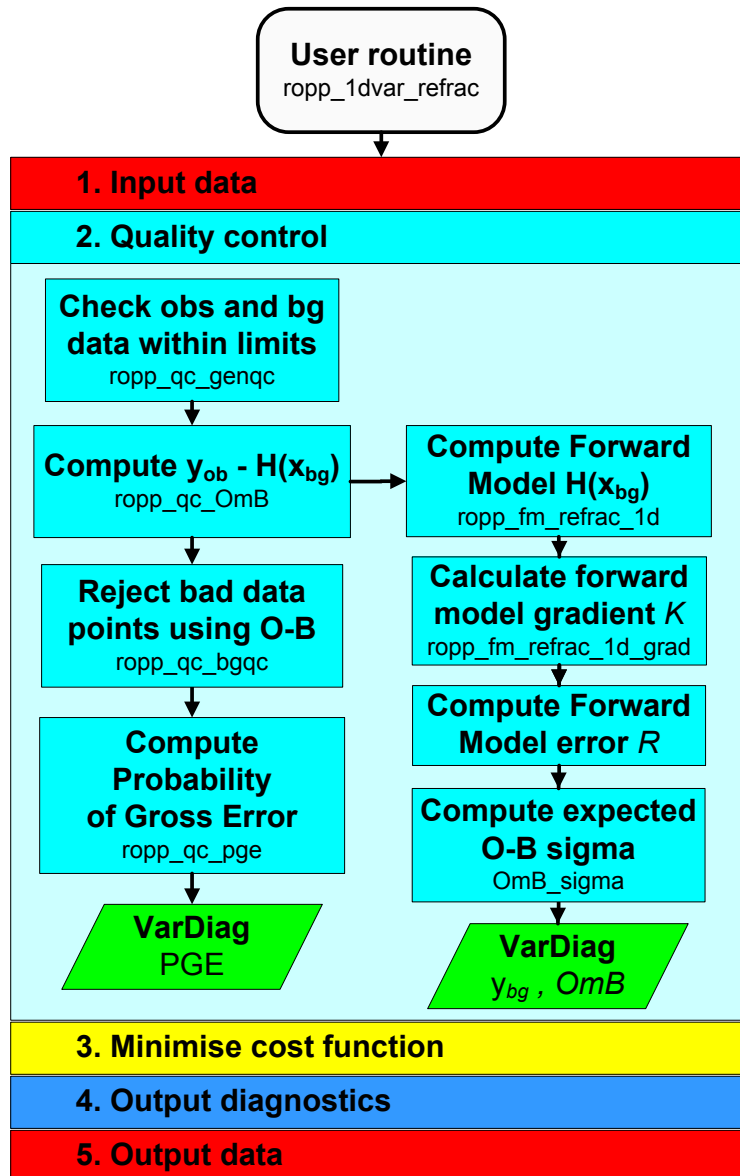 User routine
ropp_1dvar_refrac
1. Input data
2. Quality control
Check obs and bg
data within limits
ropp_qc_genqc
Compute yob - H(xbg)
ropp_qc_OmB
Reject bad data
points using O-B
ropp_qc_bgqc
Compute
Probability
of Gross Error
ropp_qc_pge
VarDiag
PGE
Compute Forward
Model H(xbg)
ropp_fm_refrac_1d
Calculate forward
model gradient K
ropp_fm_refrac_1d_grad
Compute Forward
Model error R
Compute expected
O-B sigma
OmB_sigma
VarDiag
ybg , OmB
3. Minimise cost function
4. Output diagnostics
5. Output data